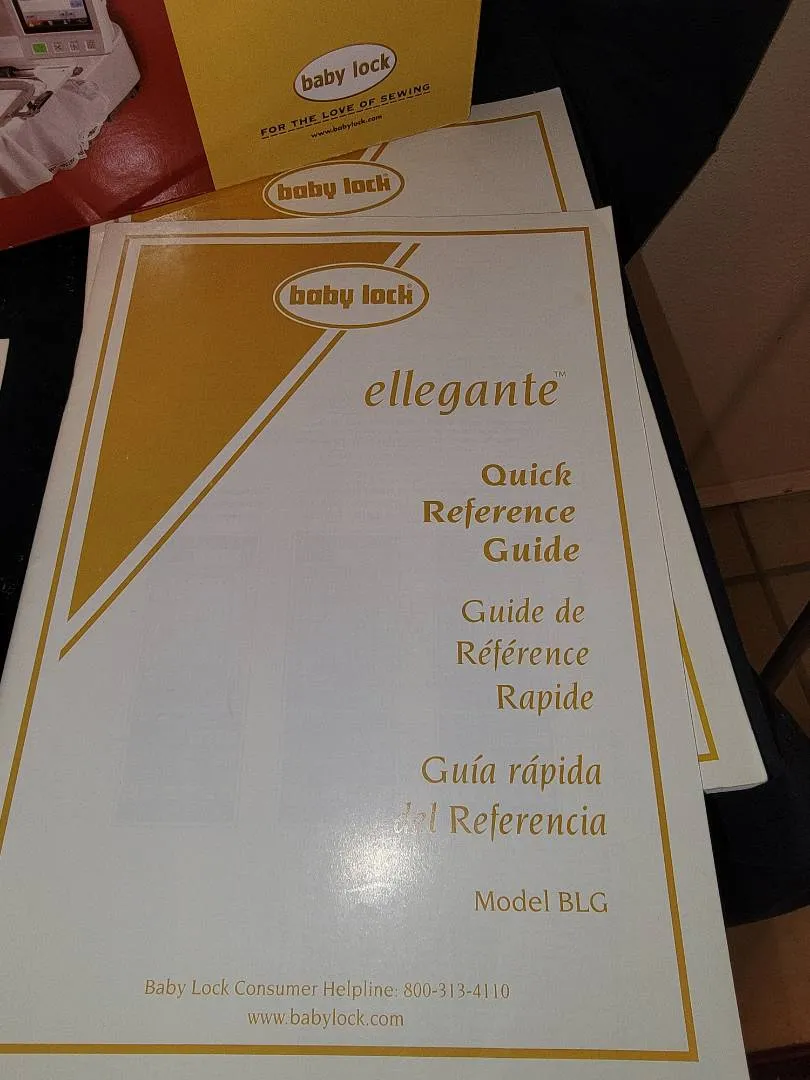 baby lock
FOR THE LOVE OF SEWING
www.babylock.com
baby lock
baby lock
ellegante™
Quick
Reference
Guide
Guide de
Référence
Rapide
Guía rápida
del Referencia
Model BLG
Baby Lock Consumer Helpline: 800-313-4110
www.babylock.com